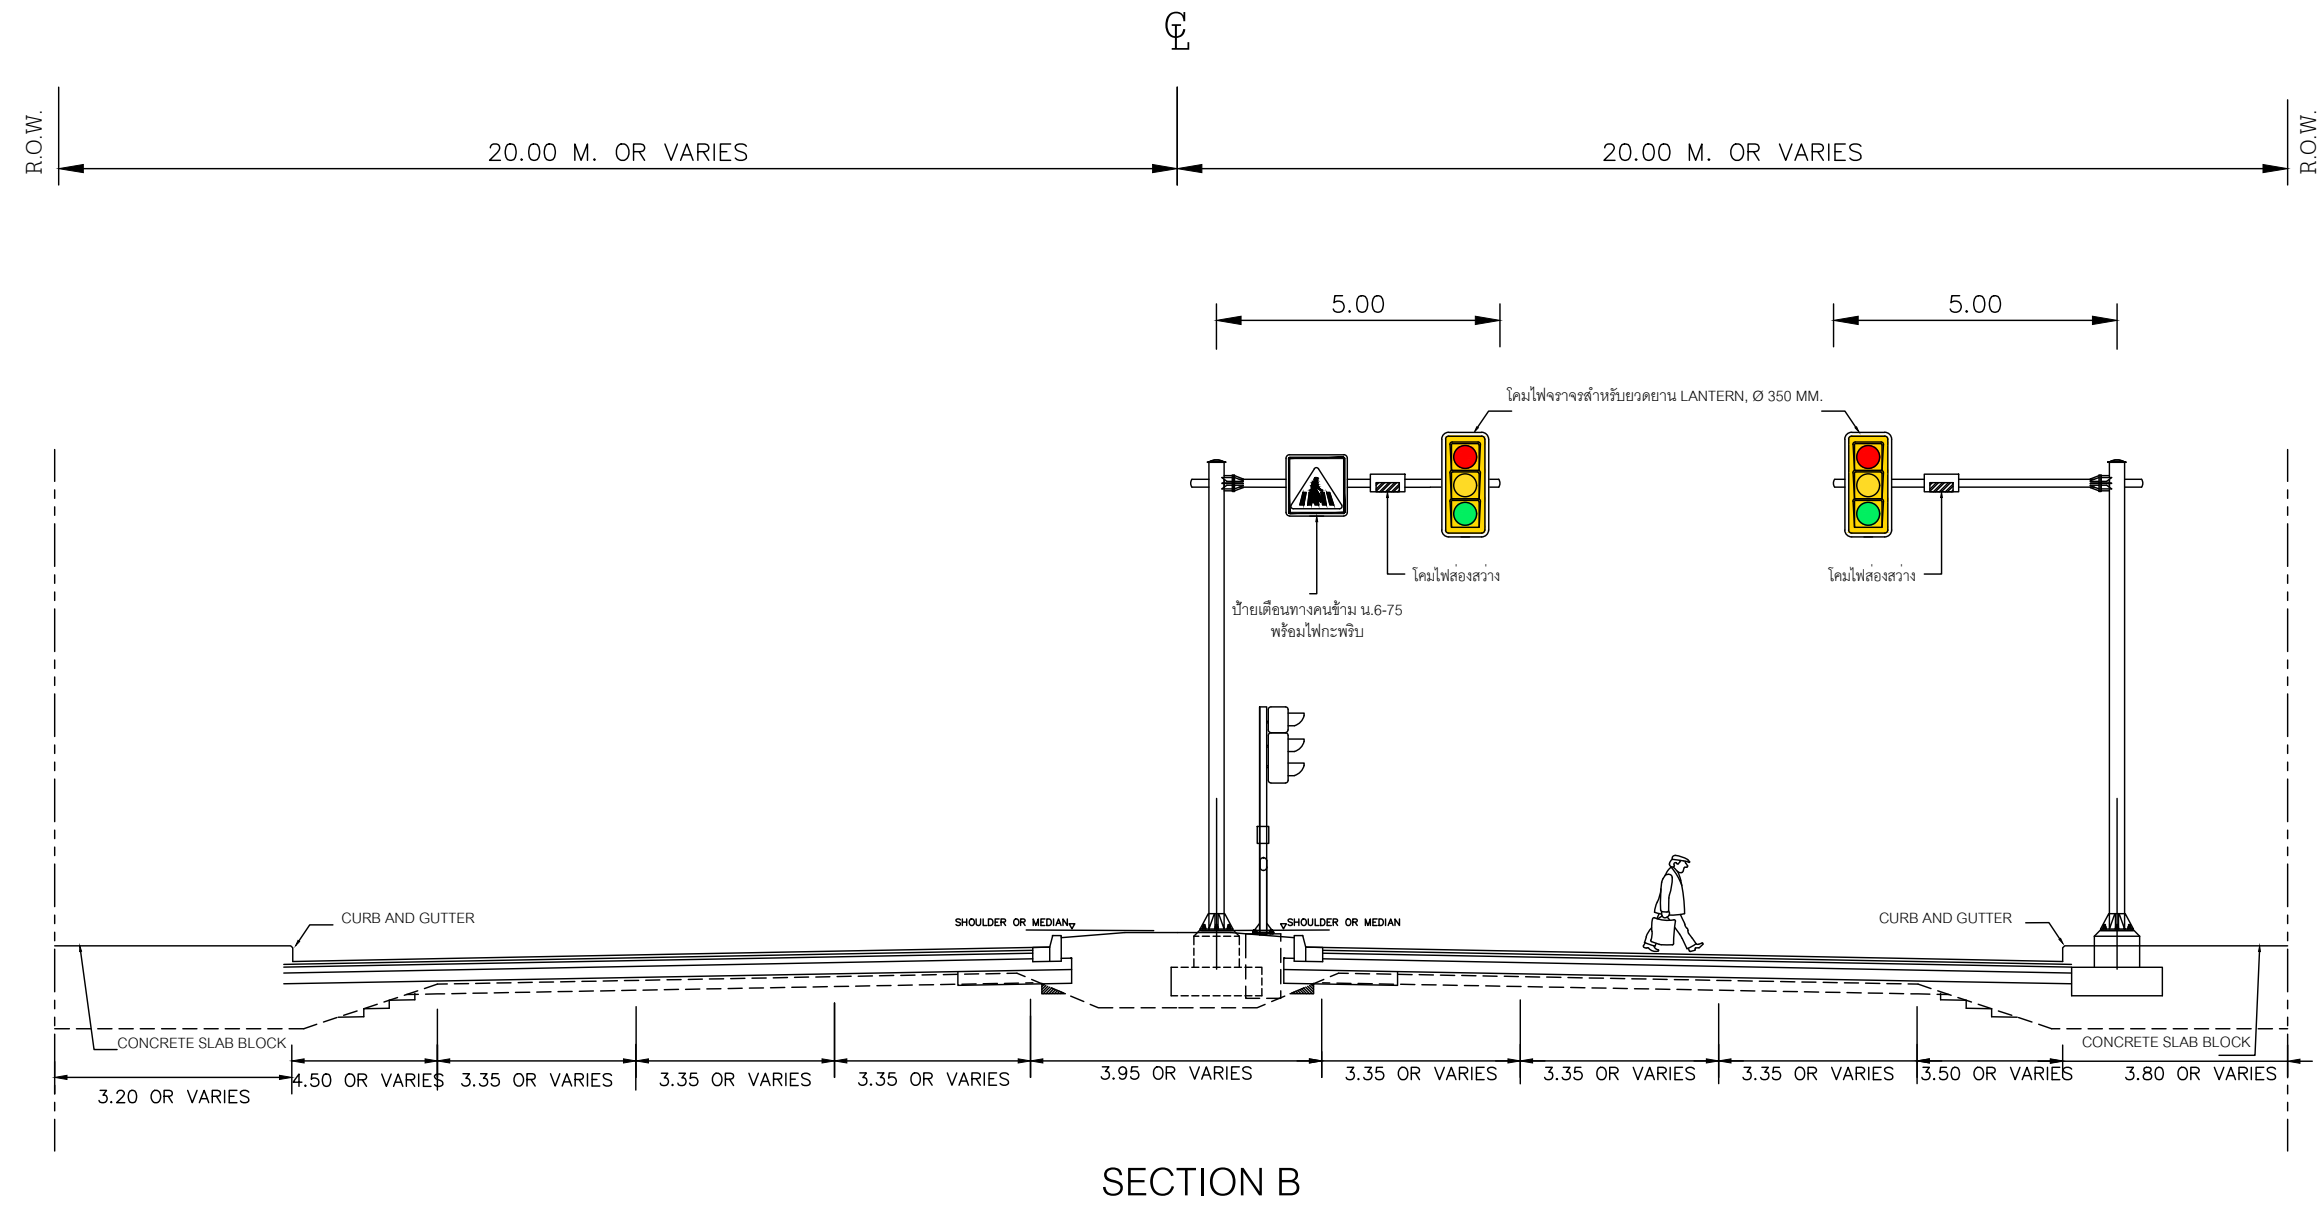 CL
R.O.W.
20.00 M. OR VARIES
20.00 M. OR VARIES
R.O.W.
5.00
5.00
โคมไฟจราจรสำหรับยวดยาน LANTERN, Ø 350 MM.
โคมไฟส่องสว่าง
โคมไฟส่องสว่าง
ป้ายเตือนทางคนข้าม น.6-75
พร้อมไฟกะพริบ
CURB AND GUTTER
SHOULDER OR MEDIAN
SHOULDER OR MEDIAN
CURB AND GUTTER
CONCRETE SLAB BLOCK
CONCRETE SLAB BLOCK
3.20 OR VARIES
4.50 OR VARIES
3.35 OR VARIES
3.35 OR VARIES
3.35 OR VARIES
3.95 OR VARIES
3.35 OR VARIES
3.35 OR VARIES
3.35 OR VARIES
3.50 OR VARIES
3.80 OR VARIES
SECTION B